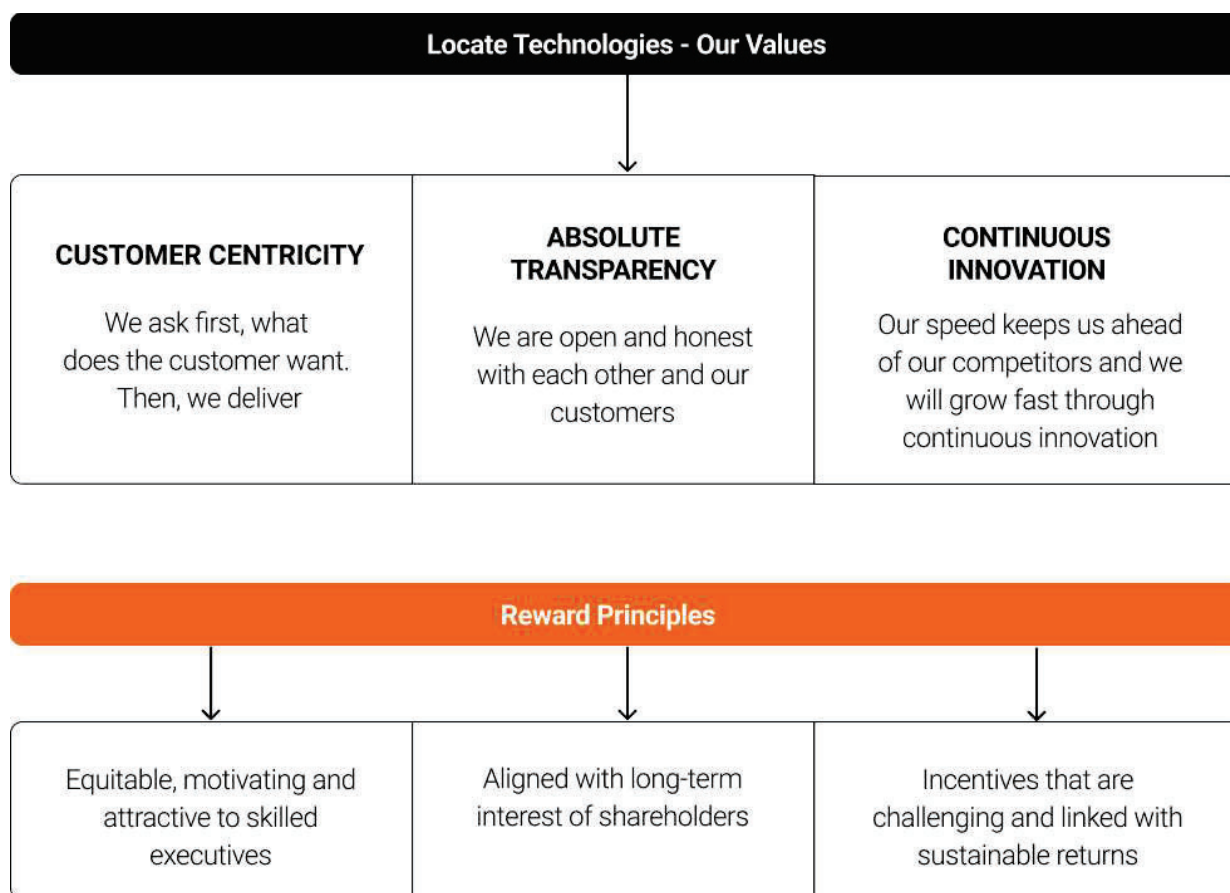 Locate Technologies - Our Values
CUSTOMER CENTRICITY
We ask first, what
does the customer want.
Then, we deliver
ABSOLUTE
TRANSPARENCY
We are open and honest
with each other and our
customers
CONTINUOUS
INNOVATION
Our speed keeps us ahead
of our competitors and we
will grow fast through
continuous innovation
Reward Principles
Equitable, motivating and
attractive to skilled
executives
Aligned with long-term
interest of shareholders
Incentives that are
challenging and linked with
sustainable returns